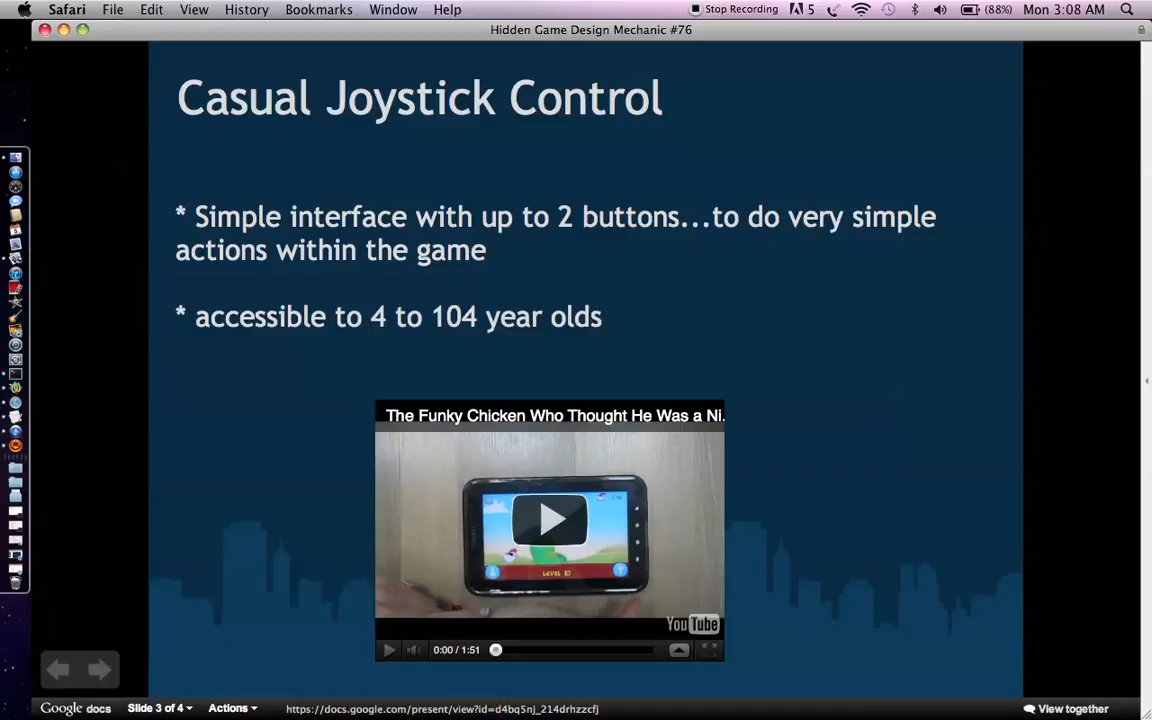 Safari File Edit View History Bookmarks Window Help Stop Recording 5 (88%) Mon 3:08 AM
Hidden Game Design Mechanic #76
Casual Joystick Control
* Simple interface with up to 2 buttons...to do very simple
actions within the game
* accessible to 4 to 104 year olds
The Funky Chicken Who Thought He Was a Ni.
LEVEL
YouTube
0:00 / 1:51
Google docs Slide 3 of 4 Actions https://docs.google.com/present/view?id=d4bq5nj_214drhzzcfj View together